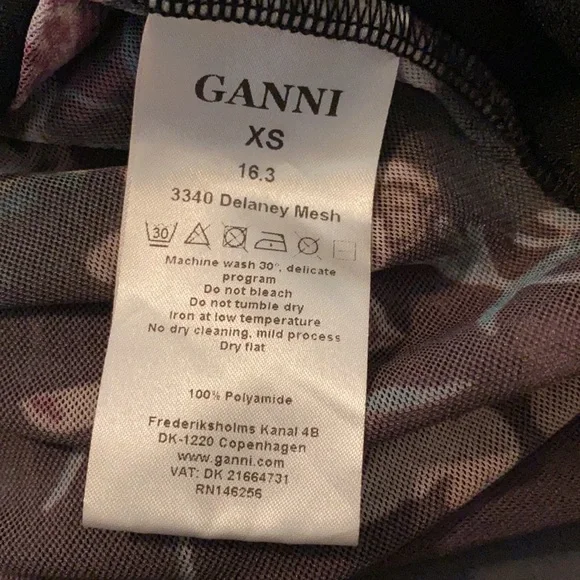 GANNI
XS
16.3
3340 Delaney Mesh
30
Machine wash 30°, delicate
program
Do not bleach
Do not tumble dry
Iron at low temperature
No dry cleaning, mild process
Dry flat
100% Polyamide
Frederiksholms Kanal 4B
DK-1220 Copenhagen
www.ganni.com
VAT: DK 21664731
RN146256